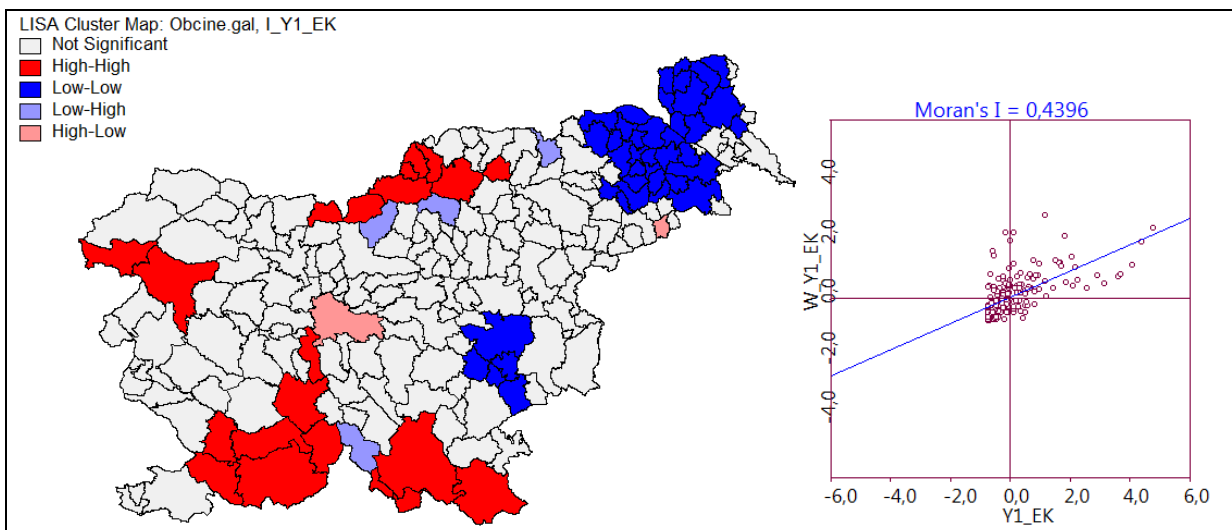 LISA Cluster Map: Obcine.gal, I_Y1_EK
Not Significant
High-High
Low-Low
Low-High
High-Low
Moran's I = 0,4396
4,0
2,0
0,0
-2,0
-4,0
W_Y1_EK
-6,0 -4,0 -2,0 0,0 2,0 4,0 6,0
Y1_EK